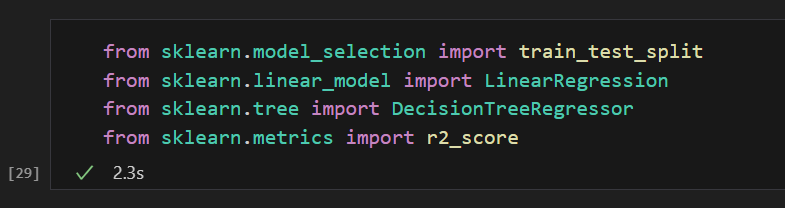 from sklearn.model_selection import train_test_split
from sklearn.linear_model import LinearRegression
from sklearn.tree import DecisionTreeRegressor
from sklearn.metrics import r2_score
[29] ✓ 2.3s